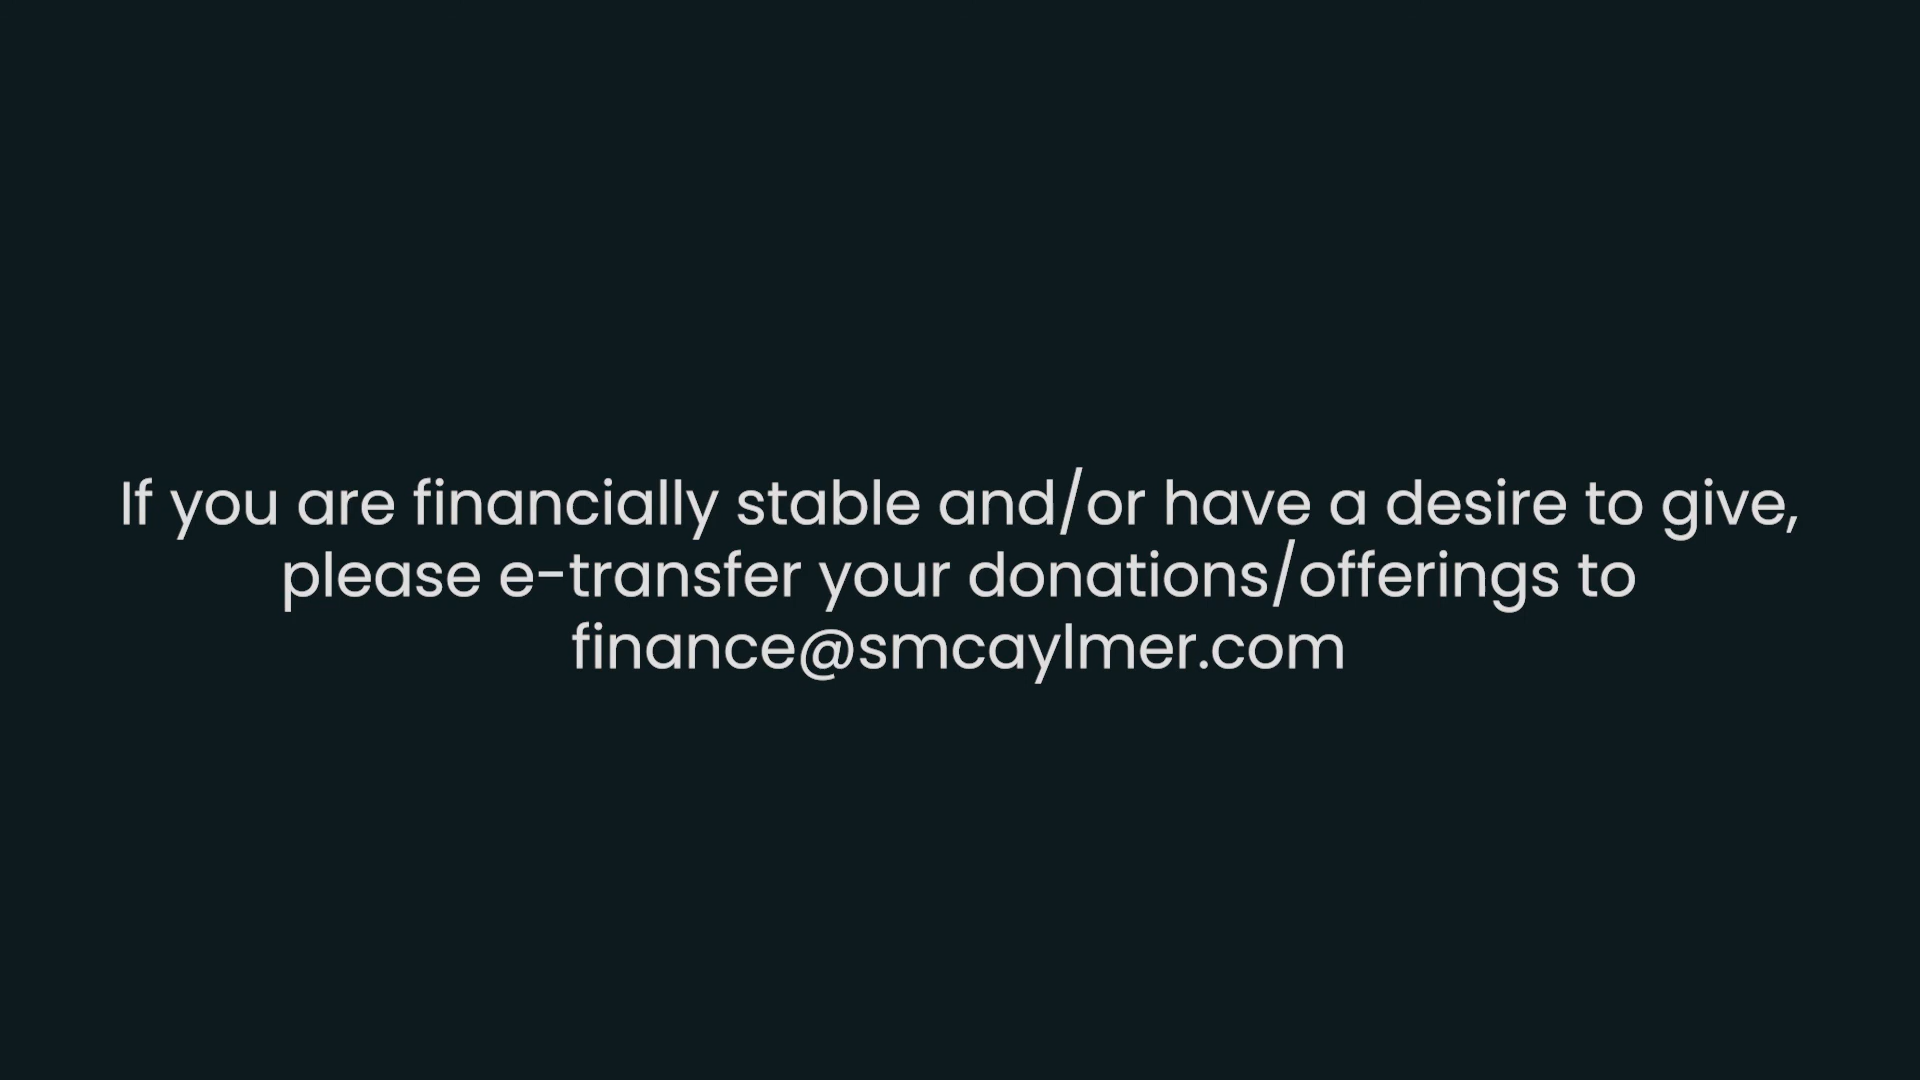 If you are financially stable and/or have a desire to give,
please e-transfer your donations/offerings to
finance@smcaylmer.com